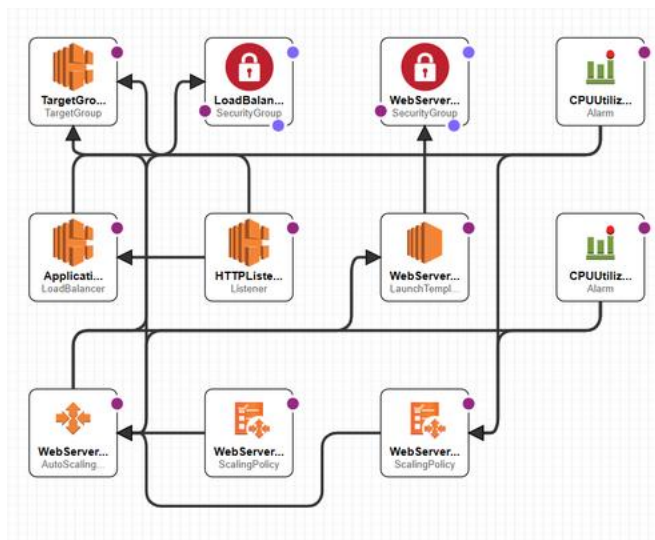 TargetGro...
TargetGroup
LoadBalan...
SecurityGroup
WebServer...
SecurityGroup
CPUUtiliz...
Alarm
Applicati...
LoadBalancer
HTTPListe...
Listener
WebServer...
LaunchTempl...
CPUUtiliz...
Alarm
WebServer...
AutoScaling...
WebServer...
ScalingPolicy
WebServer...
ScalingPolicy